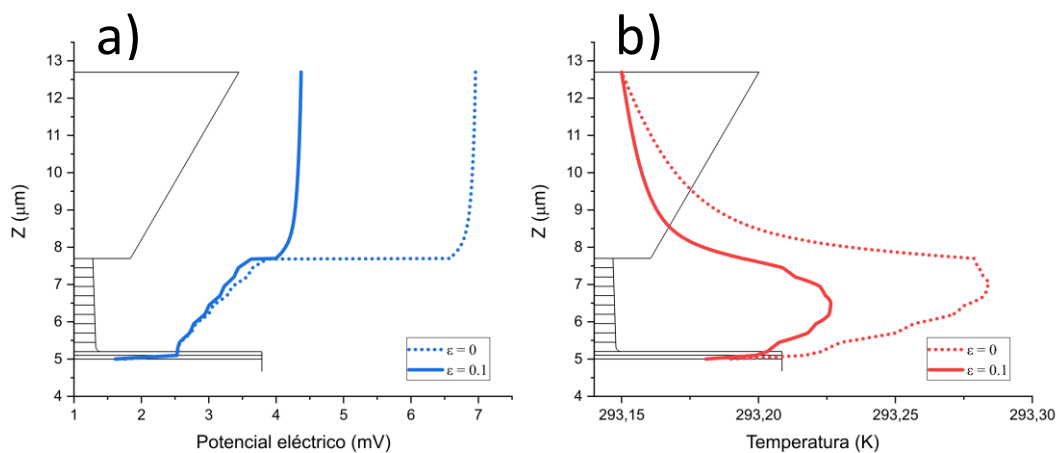 a)
13
12
11
10
9
8
7
6
5
4
Z (μm)
1 2 3 4 5 6 7
Potencial eléctrico (mV)
ε = 0
ε = 0.1
b)
13
12
11
10
9
8
7
6
5
4
Z (μm)
293,15 293,20 293,25 293,30
Temperatura (K)
ε = 0
ε = 0.1